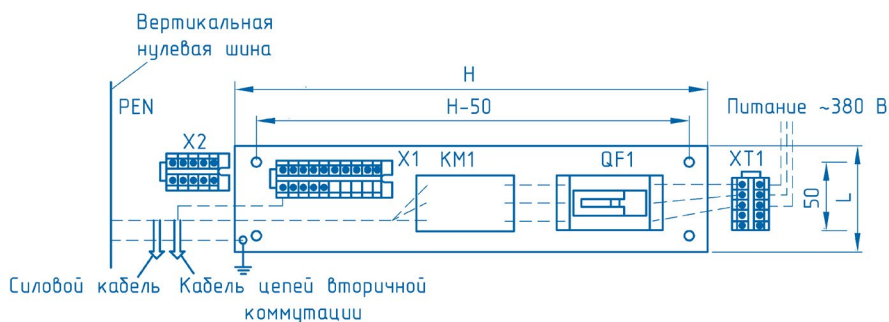 Вертикальная
нулевая шина
H
PEN
H-50
Питание ~380 В
X2
X1
KM1
QF1
XT1
50
L
Силовой кабель
Кабель цепей вторичной
коммутации